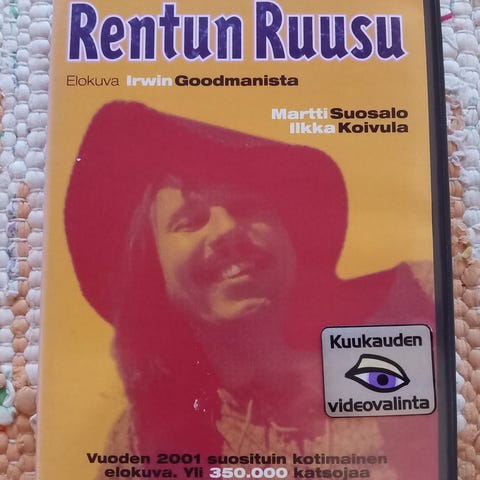 Rentun Ruusu
Elokuva Irwin Goodmanista
Martti Suosalo
Ilkka Koivula
Kuukauden
videovalinta
Vuoden 2001 suosituin kotimainen
elokuva. Yli 350.000 katsojaa